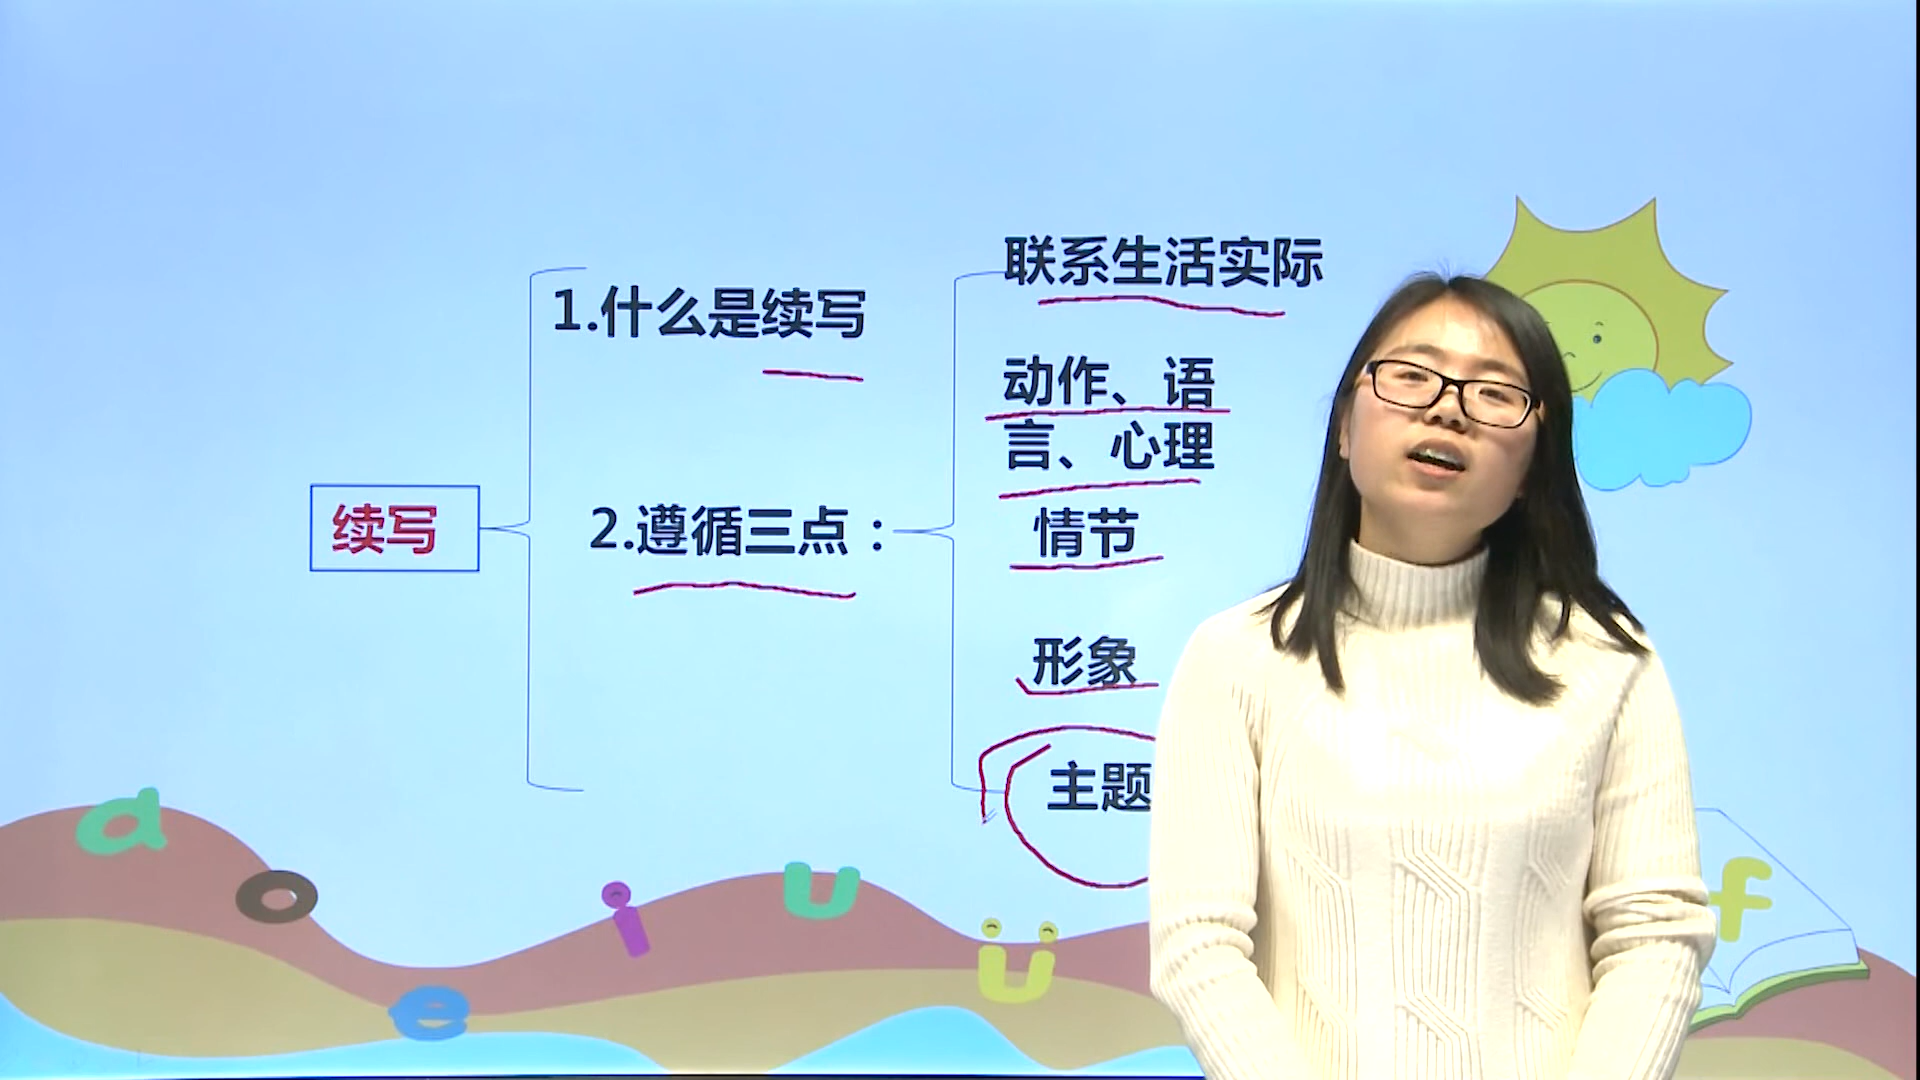 联系生活实际
1.什么是续写
动作、语
言、心理
续写
2.遵循三点：
情节
形象
主题
a
o
i
u
ü
e
f